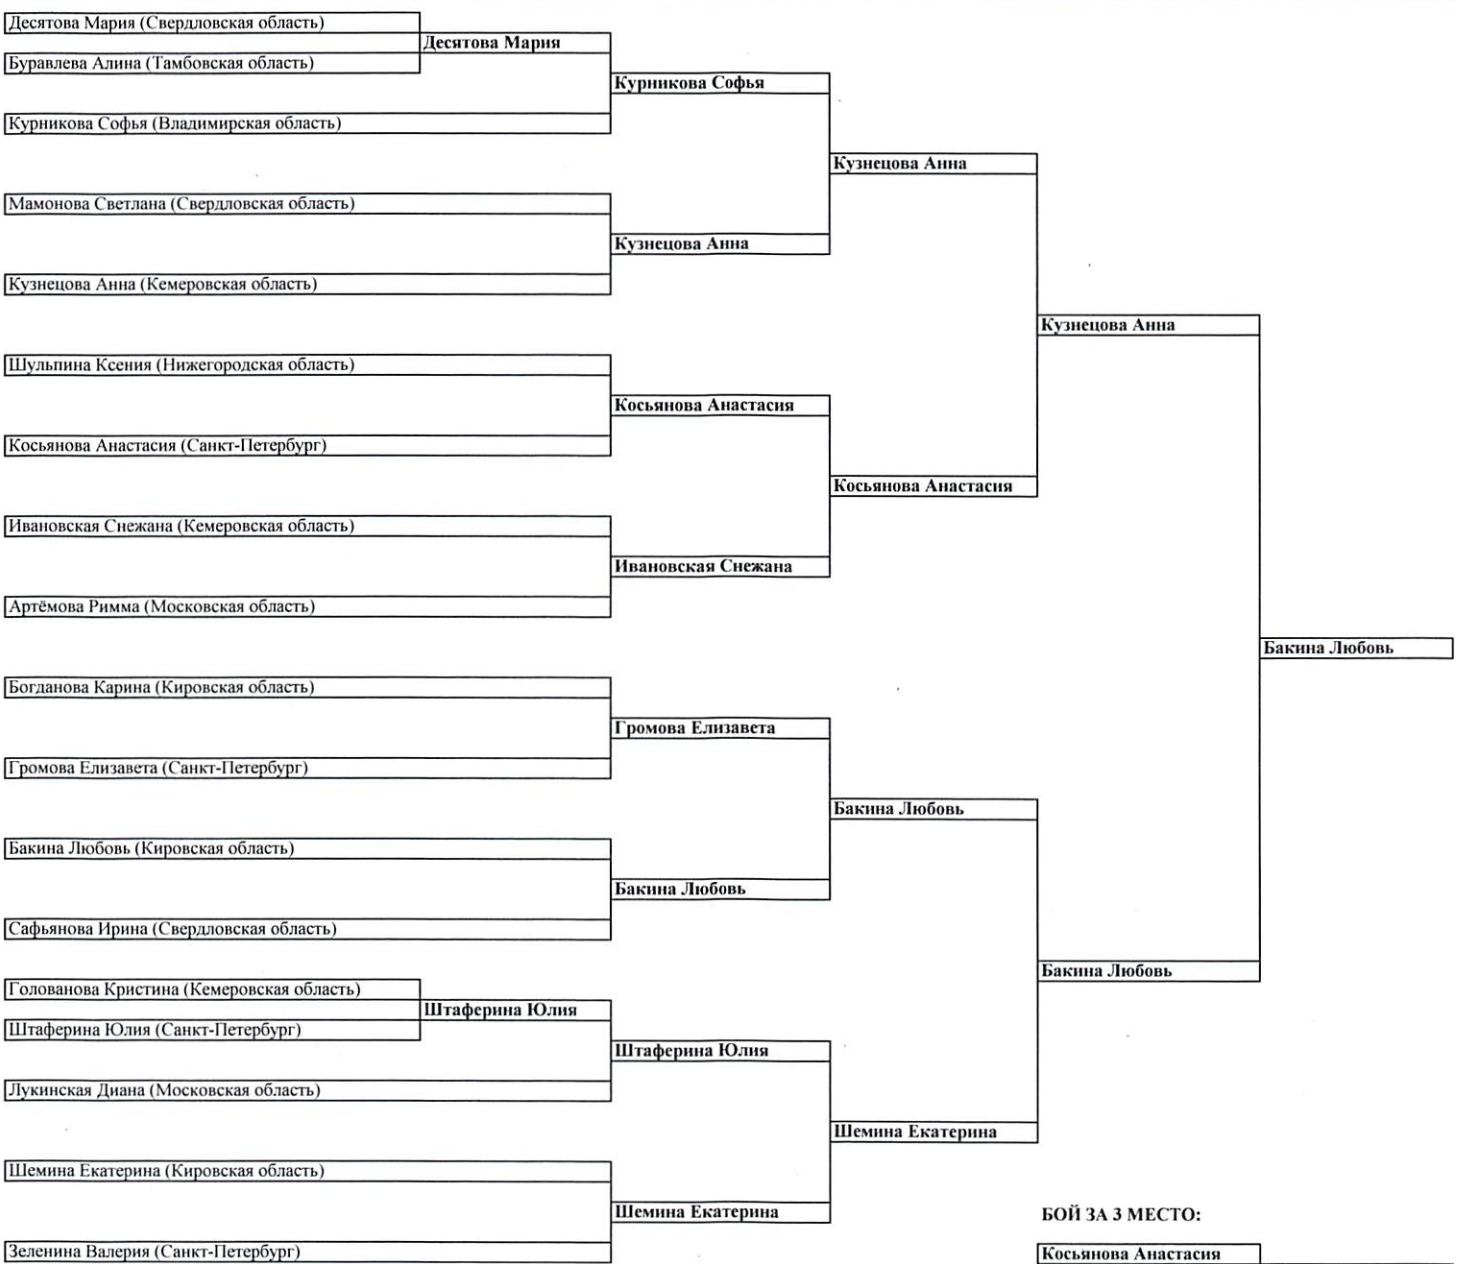 Десятова Мария (Свердловская область)
Десятова Мария
Буравлева Алина (Тамбовская область)
Курникова Софья
Курникова Софья (Владимирская область)
Кузнецова Анна
Мамонова Светлана (Свердловская область)
Кузнецова Анна
Кузнецова Анна (Кемеровская область)
Кузнецова Анна
Шульпина Ксения (Нижегородская область)
Косьянова Анастасия
Косьянова Анастасия (Санкт-Петербург)
Косьянова Анастасия
Ивановская Снежана (Кемеровская область)
Ивановская Снежана
Артёмова Римма (Московская область)
Бакина Любовь
Богданова Карина (Кировская область)
Громова Елизавета
Громова Елизавета (Санкт-Петербург)
Бакина Любовь
Бакина Любовь (Кировская область)
Бакина Любовь
Сафьянова Ирина (Свердловская область)
Бакина Любовь
Голованова Кристина (Кемеровская область)
Штаферина Юлия
Штаферина Юлия (Санкт-Петербург)
Штаферина Юлия
Лукинская Диана (Московская область)
Шемина Екатерина
Шемина Екатерина (Кировская область)
Шемина Екатерина
БОЙ ЗА 3 МЕСТО:
Зеленина Валерия (Санкт-Петербург)
Косьянова Анастасия